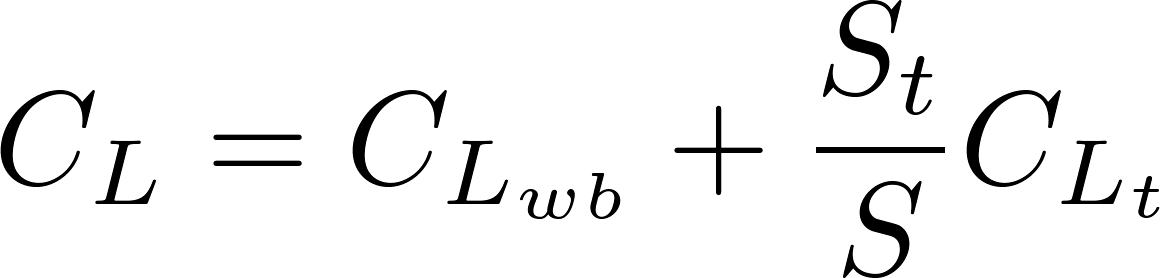 $C_L = C_{L_{wb}} + \frac{S_t}{S} C_{L_t}$